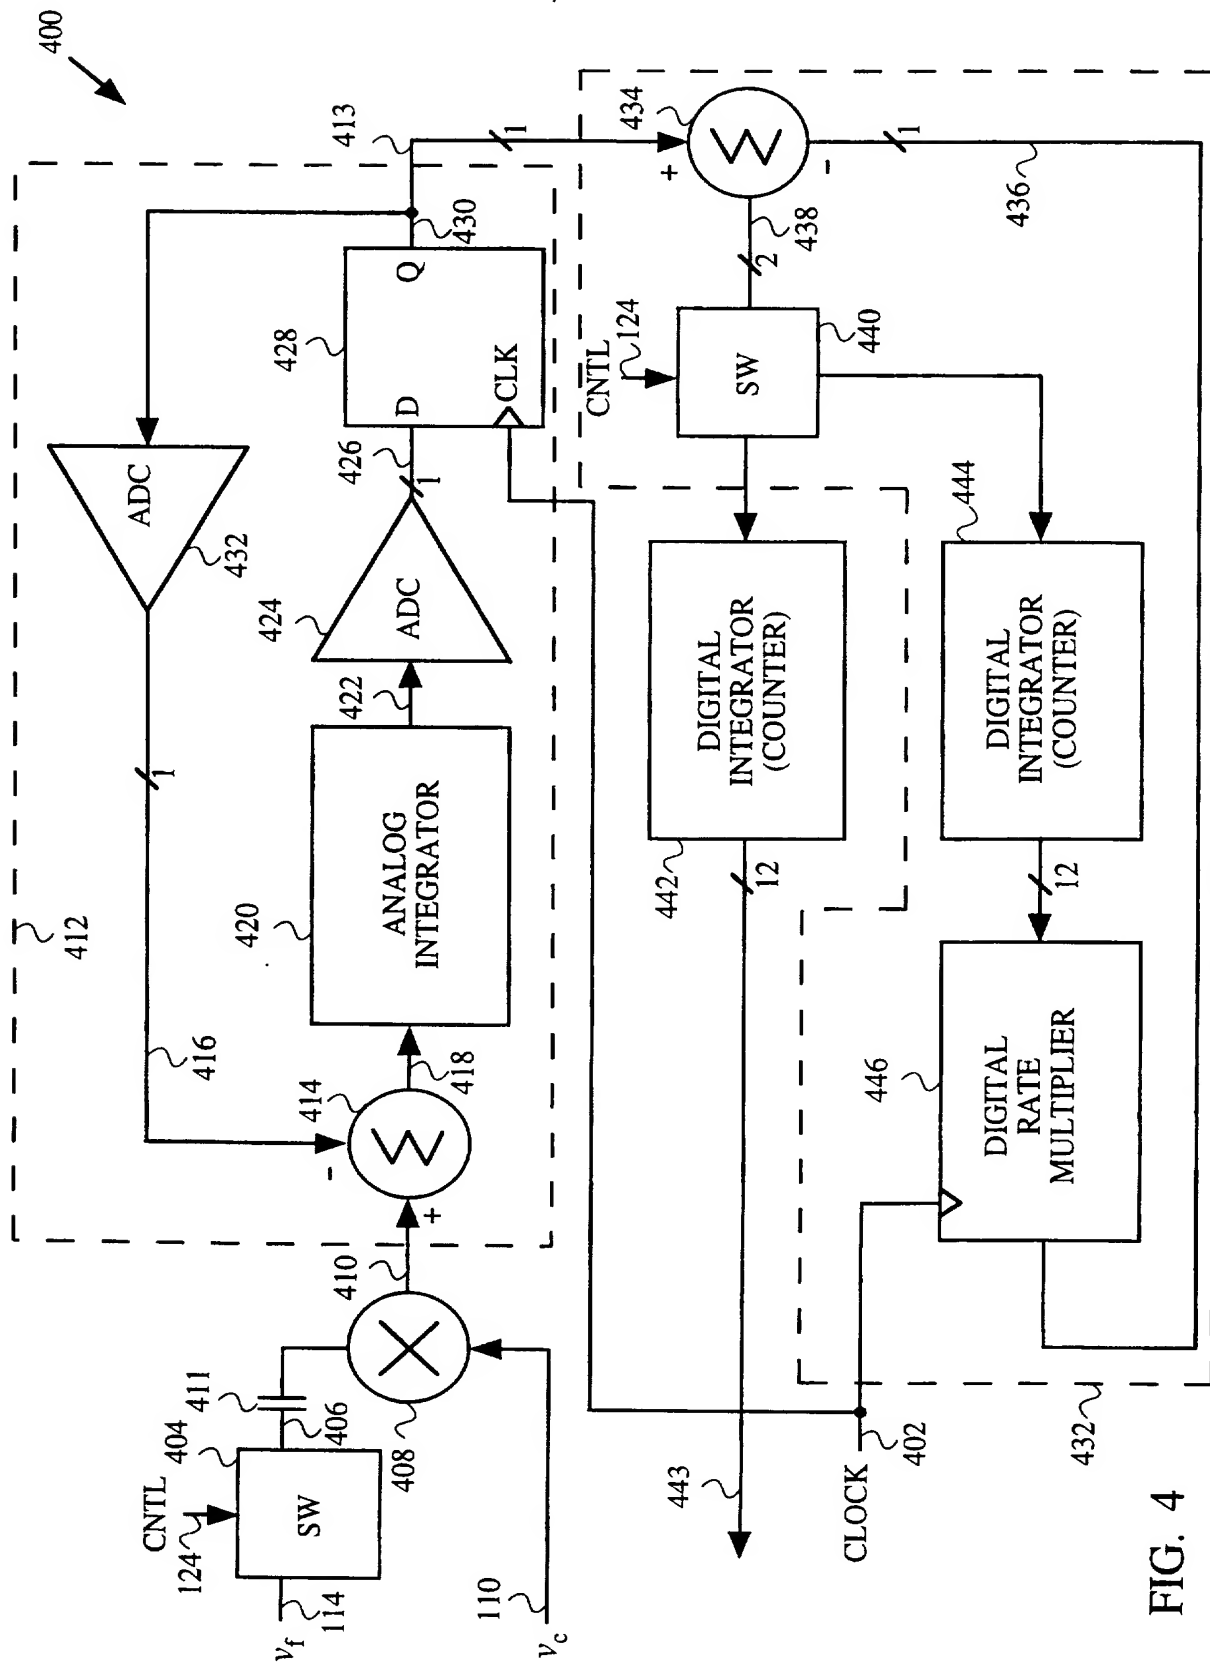 400
412
432
ADC
416
1
CNTL
124
404
411
SW
406
408
v_f
114
410
-
+
414
Σ
418
420
ANALOG
INTEGRATOR
422
424
ADC
426
1
428
D
Q
CLK
430
413
1
v_c
110
CNTL
124
434
+
Σ
-
438
2
SW
440
436
1
442
DIGITAL
INTEGRATOR
(COUNTER)
12
443
444
DIGITAL
INTEGRATOR
(COUNTER)
12
446
DIGITAL
RATE
MULTIPLIER
CLOCK
402
432
FIG. 4